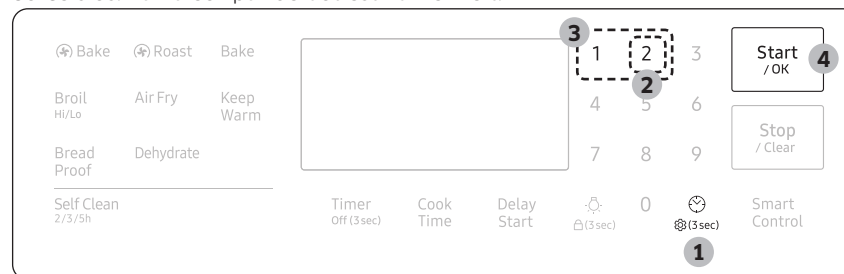 3
Bake Roast Bake 1 2 3 Start
/ OK 4
2
Broil Air Fry Keep 4 5 6
Hi/Lo Warm
Stop
/ Clear
Bread Dehydrate 7 8 9
Proof
Self Clean Timer Cook Delay 0 Smart
2/3/5h Off (3 sec) Time Start (3 sec) (3 sec) Control
1